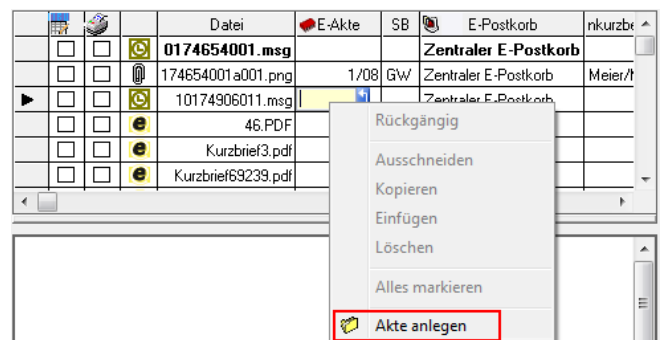 Datei E-Akte SB E-Postkorb nkurzbe
0174654001.msg Zentraler E-Postkorb
174654001a001.png 1/08 GW Zentraler E-Postkorb Meier/
10174906011.msg Zentraler E-Postkorb
46.PDF
Kurzbrief3.pdf
Kurzbrief69239.pdf
Rückgängig
Ausschneiden
Kopieren
Einfügen
Löschen
Alles markieren
Akte anlegen